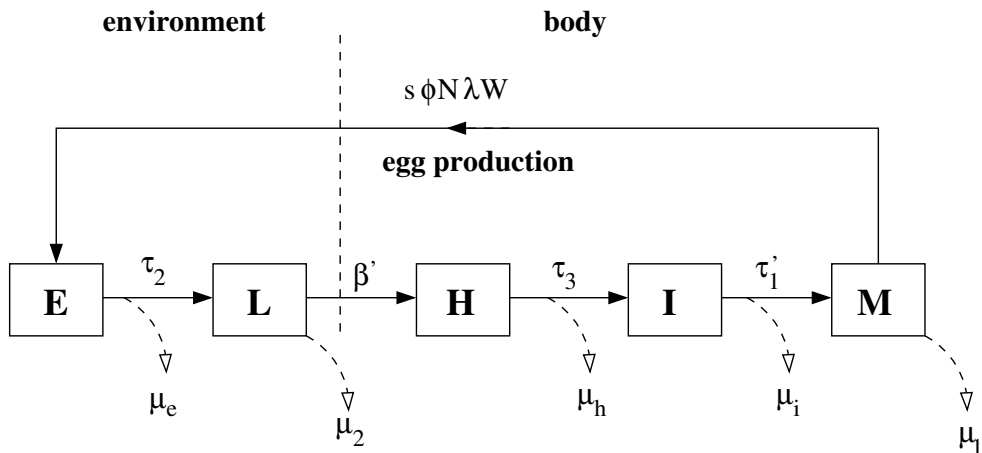 environment body
s ϕN λW
egg production
τ₂ β' τ₃ τ₁'
E L H I M
μₑ μ₂ μₕ μᵢ μ₁